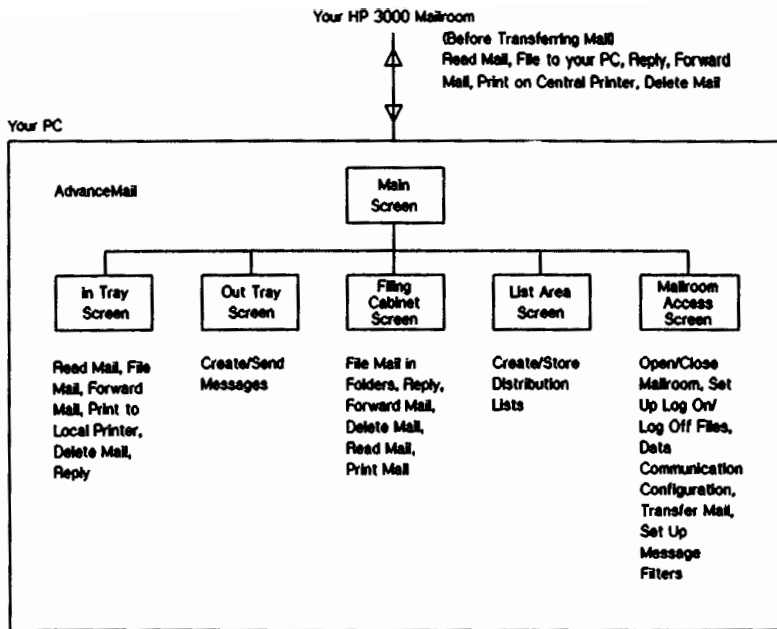 Your HP 3000 Mailroom
(Before Transferring Mail)
Read Mail, File to your PC, Reply, Forward
Mail, Print on Central Printer, Delete Mail
Your PC
AdvanceMail
Main
Screen
In Tray
Screen
Out Tray
Screen
Filing
Cabinet
Screen
List Area
Screen
Mailroom
Access
Screen
Read Mail, File
Mail, Forward
Mail, Print to
Local Printer,
Delete Mail,
Reply
Create/Send
Messages
File Mail in
Folders, Reply,
Forward Mail,
Delete Mail,
Read Mail,
Print Mail
Create/Store
Distribution
Lists
Open/Close
Mailroom, Set
Up Log On/
Log Off Files,
Data
Communication
Configuration,
Transfer Mail,
Set Up
Message
Filters